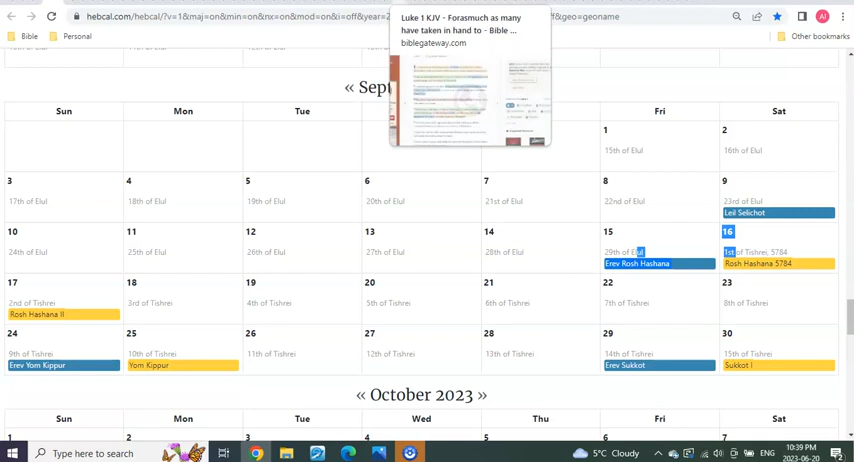 hebcal.com/hebcal/?v=1&maj=on&min=on&nx=on&mod=on&i=off&year=2
ff&geo=geoname
Bible
Personal
Other bookmarks
Luke 1 KJV - Forasmuch as many
have taken in hand to - Bible ...
biblegateway.com
« Sept
Sun Mon Tue Fri Sat
1 2
15th of Elul 16th of Elul
3 4 5 6 7 8 9
17th of Elul 18th of Elul 19th of Elul 20th of Elul 21st of Elul 22nd of Elul 23rd of Elul
Leil Selichot
10 11 12 13 14 15 16
24th of Elul 25th of Elul 26th of Elul 27th of Elul 28th of Elul 29th of Elul 1st of Tishrei, 5784
Erev Rosh Hashana Rosh Hashana 5784
17 18 19 20 21 22 23
2nd of Tishrei 3rd of Tishrei 4th of Tishrei 5th of Tishrei 6th of Tishrei 7th of Tishrei 8th of Tishrei
Rosh Hashana II
24 25 26 27 28 29 30
9th of Tishrei 10th of Tishrei 11th of Tishrei 12th of Tishrei 13th of Tishrei 14th of Tishrei 15th of Tishrei
Erev Yom Kippur Yom Kippur Erev Sukkot Sukkot I
« October 2023 »
Sun Mon Tue Wed Thu Fri Sat
1 2 3 4 5 6 7
Type here to search
5°C Cloudy
ENG
10:39 PM
2023-06-20
2